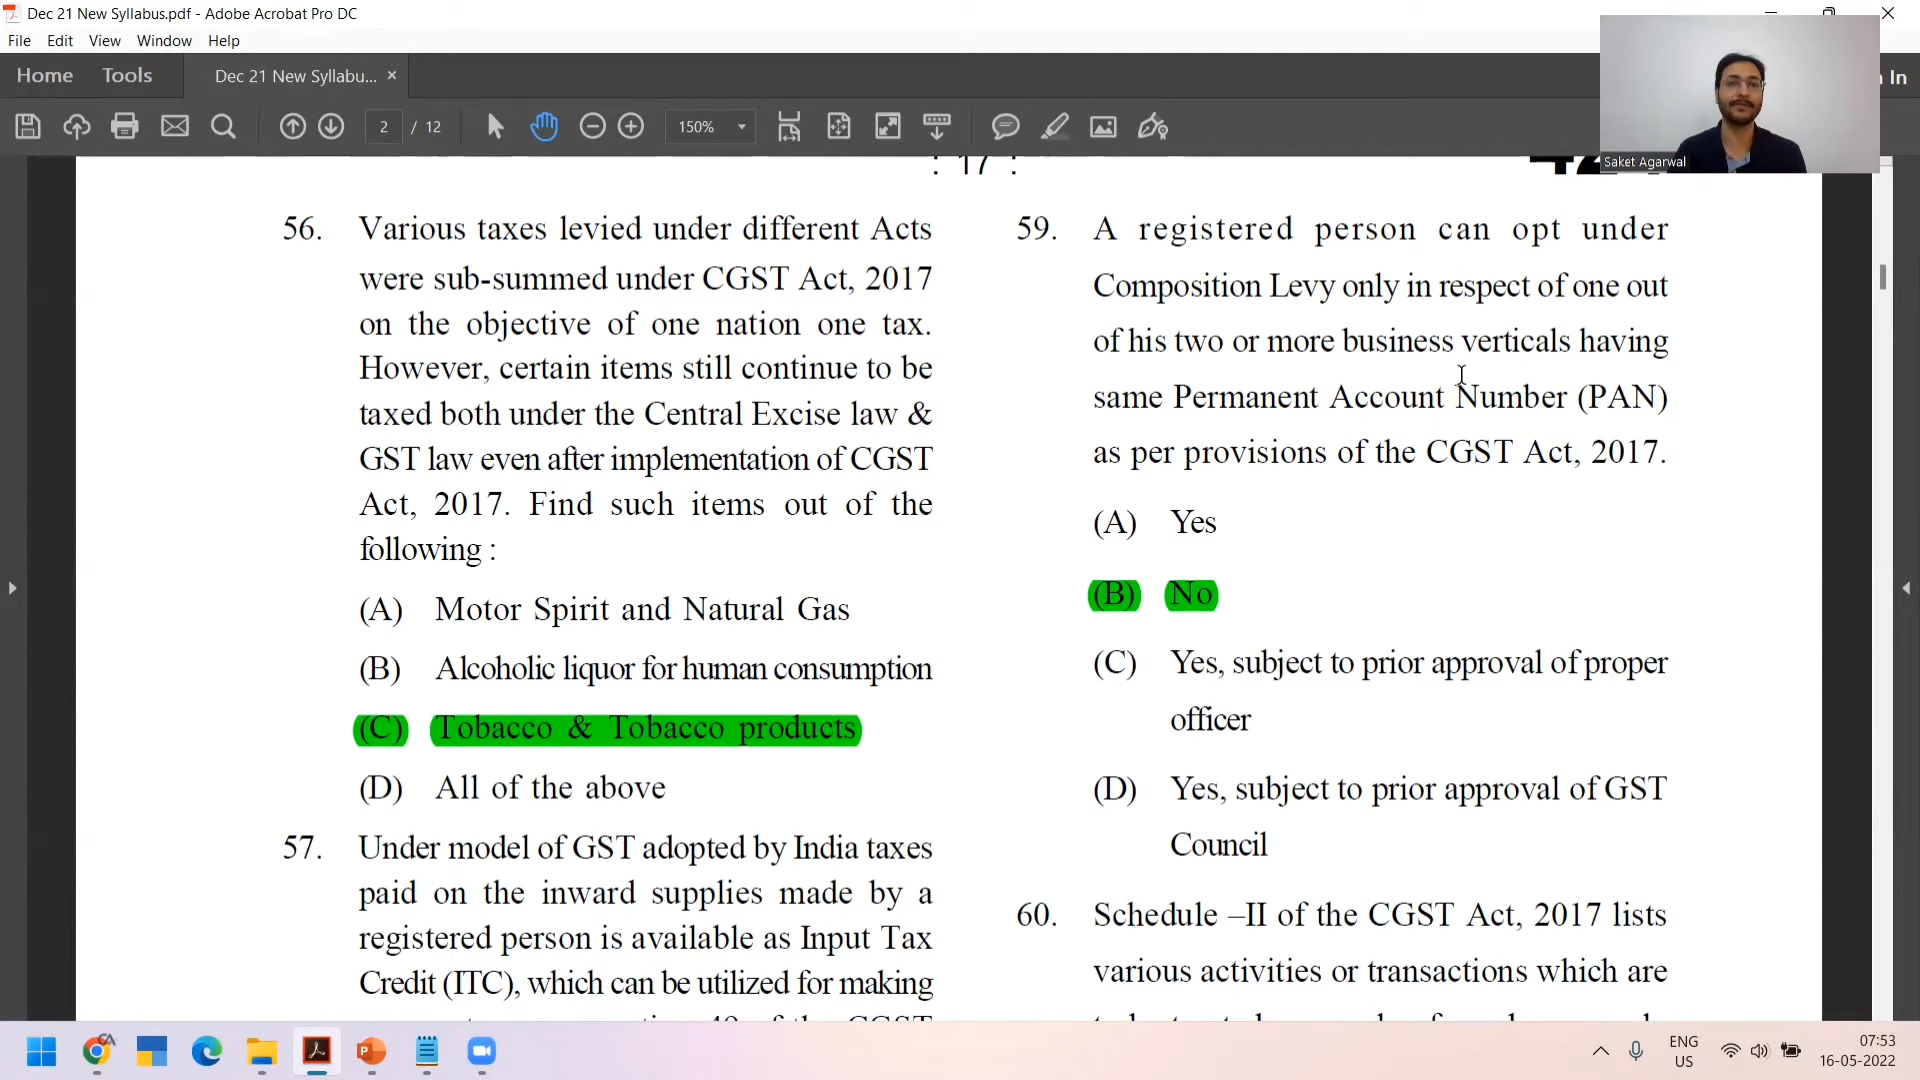 Dec 21 New Syllabus.pdf - Adobe Acrobat Pro DC
File Edit View Window Help
Home Tools Dec 21 New Syllabu... × In
2 / 12 150%
Saket Agarwal
: 17 :
56. Various taxes levied under different Acts
were sub-summed under CGST Act, 2017
on the objective of one nation one tax.
However, certain items still continue to be
taxed both under the Central Excise law &
GST law even after implementation of CGST
Act, 2017. Find such items out of the
following :
(A) Motor Spirit and Natural Gas
(B) Alcoholic liquor for human consumption
(C) Tobacco & Tobacco products
(D) All of the above
57. Under model of GST adopted by India taxes
paid on the inward supplies made by a
registered person is available as Input Tax
Credit (ITC), which can be utilized for making
59. A registered person can opt under
Composition Levy only in respect of one out
of his two or more business verticals having
same Permanent Account Number (PAN)
as per provisions of the CGST Act, 2017.
(A) Yes
(B) No
(C) Yes, subject to prior approval of proper
officer
(D) Yes, subject to prior approval of GST
Council
60. Schedule –II of the CGST Act, 2017 lists
various activities or transactions which are
ENG
US
07:53
16-05-2022